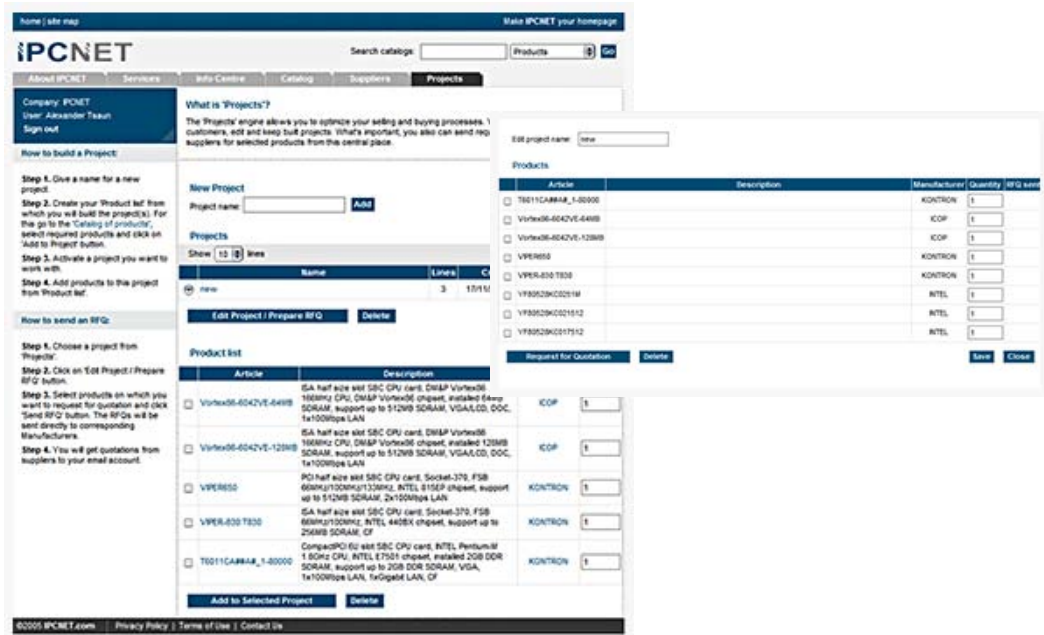 home | site map
Make IPCNET your homepage
IPCNET
Search catalogs:
Products
Go
About IPCNET
Services
Info Centre
Catalog
Suppliers
Projects
Company: IPCNET
User: Alexander Tsaun
Sign out
How to build a Project:
Step 1. Give a name for a new
project.
Step 2. Create your 'Product list' from
which you will build the project(s). For
this go to the 'Catalog of products',
select required products and click on
'Add to Project' button.
Step 3. Activate a project you want to
work with.
Step 4. Add products to this project
from 'Product list'.
How to send an RFQ:
Step 1. Choose a project from
'Projects'.
Step 2. Click on 'Edit Project / Prepare
RFQ' button.
Step 3. Select products on which you
want to request for quotation and click
'Send RFQ' button. The RFQs will be
sent directly to corresponding
Manufacturers.
Step 4. You will get quotations from
suppliers to your email account.
What is 'Projects'?
The 'Projects' engine allows you to optimize your selling and buying processes.
customers, edit and keep built projects. What's important, you also can send req
suppliers for selected products from this central place.
New Project
Project name:
Add
Projects
Show 10 lines
Name Lines
new 3 17/11/
Edit Project / Prepare RFQ
Delete
Product list
Article Description
Vortex86-6042VE-64MB
ISA half size slot SBC CPU card, DM&P Vortex86
166MHz CPU, DM&P Vortex86 chipset, installed 64MB
SDRAM, support up to 512MB SDRAM, VGA/LCD, DOC,
1x100Mbps LAN
ICOP 1
Vortex86-6042VE-128MB
ISA half size slot SBC CPU card, DM&P Vortex86
166MHz CPU, DM&P Vortex86 chipset, installed 128MB
SDRAM, support up to 512MB SDRAM, VGA/LCD, DOC,
1x100Mbps LAN
ICOP 1
VIPER650
PCI half size slot SBC CPU card, Socket-370, FSB
66MHz/100MHz/133MHz, INTEL 815EP chipset, support
up to 512MB SDRAM, 2x100Mbps LAN
KONTRON 1
VIPER-830 T830
ISA half size slot SBC CPU card, Socket-370, FSB
66MHz/100MHz, INTEL 440BX chipset, support up to
256MB SDRAM, CF
KONTRON 1
T6011CA##A#_1-80000
CompactPCI 6U slot SBC CPU card, INTEL Pentium-M
1.8GHz CPU, INTEL E7501 chipset, installed 2GB DDR
SDRAM, support up to 2GB DDR SDRAM, VGA,
1x100Mbps LAN, 1xGigabit LAN, CF
KONTRON 1
Add to Selected Project
Delete
©2005 IPCNET.com Privacy Policy | Terms of Use | Contact Us
Edit project name: new
Products
Article Description Manufacturer Quantity RFQ sent
T6011CA##A#_1-80000 KONTRON 1
Vortex86-6042VE-64MB ICOP 1
Vortex86-6042VE-128MB ICOP 1
VIPER650 KONTRON 1
VIPER-830 T830 KONTRON 1
YF80528KC0251M INTEL 1
YF80528KC021512 INTEL 1
YF80528KC017512 INTEL 1
Request for Quotation
Delete
Save
Close